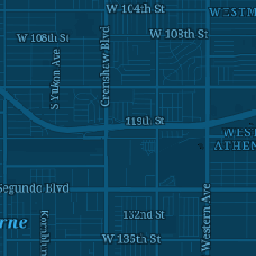 W 104th St
WESTM
W 108th St
W 108th St
S Yukon Ave
Crenshaw Blvd
119th St
WEST
ATHEN
Segundo Blvd
Western Ave
132nd St
rne
W 135th St